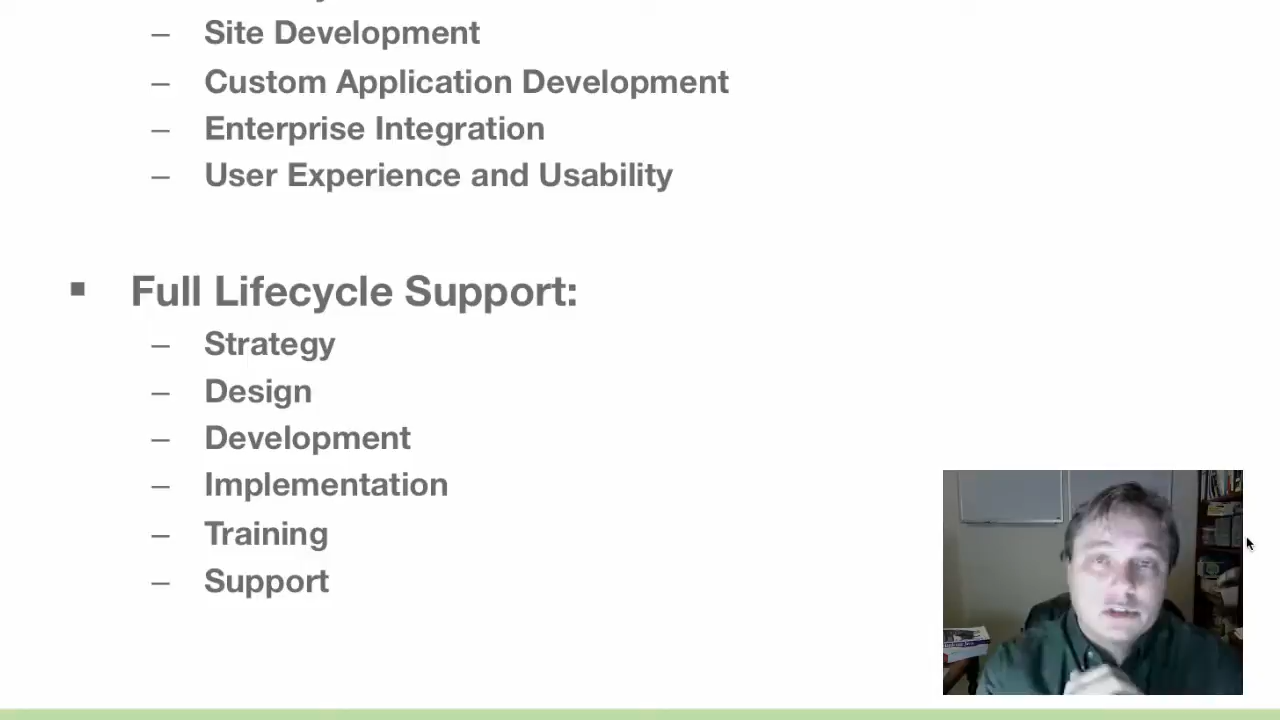 – Site Development
– Custom Application Development
– Enterprise Integration
– User Experience and Usability
▪ Full Lifecycle Support:
– Strategy
– Design
– Development
– Implementation
– Training
– Support